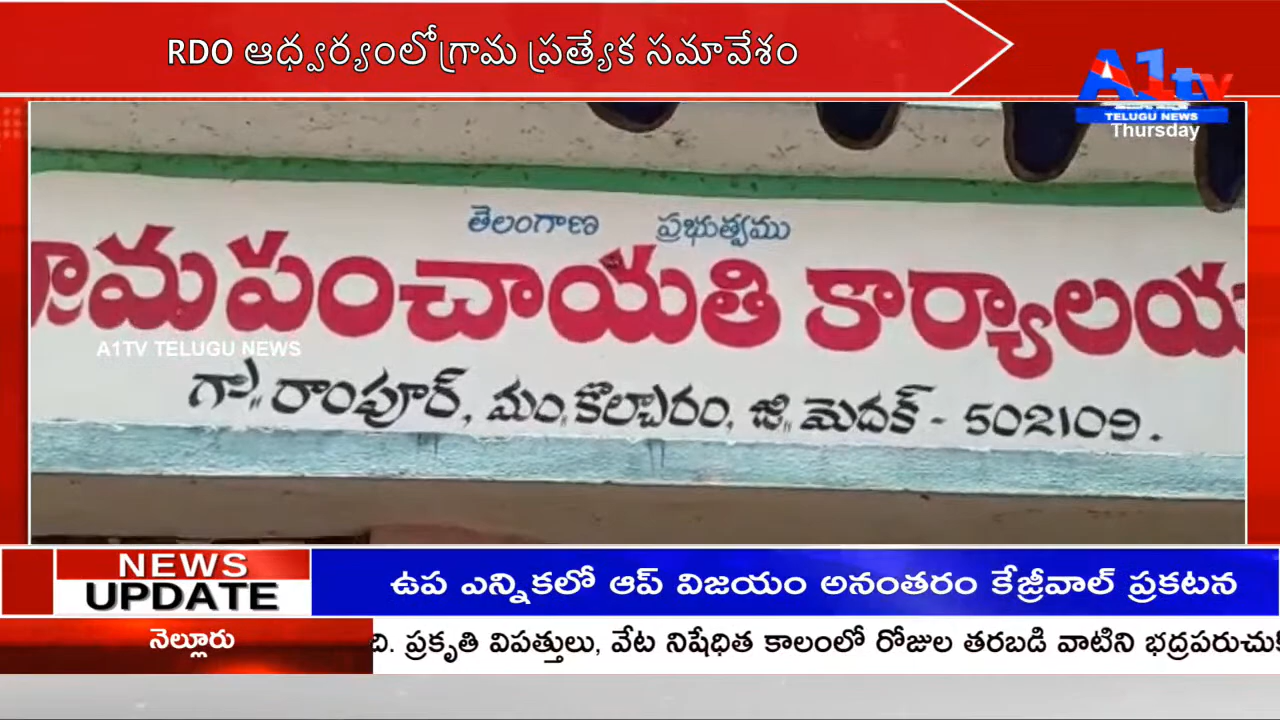 RDO ఆధ్వర్యంలో గ్రామ ప్రత్యేక సమావేశం
A1tv
TELUGU NEWS
Thursday
తెలంగాణ ప్రభుత్వము
గ్రామ పంచాయతి కార్యాలయ
A1TV TELUGU NEWS
గ్రా.. రాంపూర్, మం.. కొల్చారం, జి.. మెదక్ - 502109.
NEWS UPDATE
ఉప ఎన్నికలో ఆప్ విజయం అనంతరం కేజ్రీవాల్ ప్రకటన
నెల్లూరు
ది. ప్రకృతి విపత్తులు, వేట నిషేధిత కాలంలో రోజుల తరబడి వాటిని భద్రపరుచు